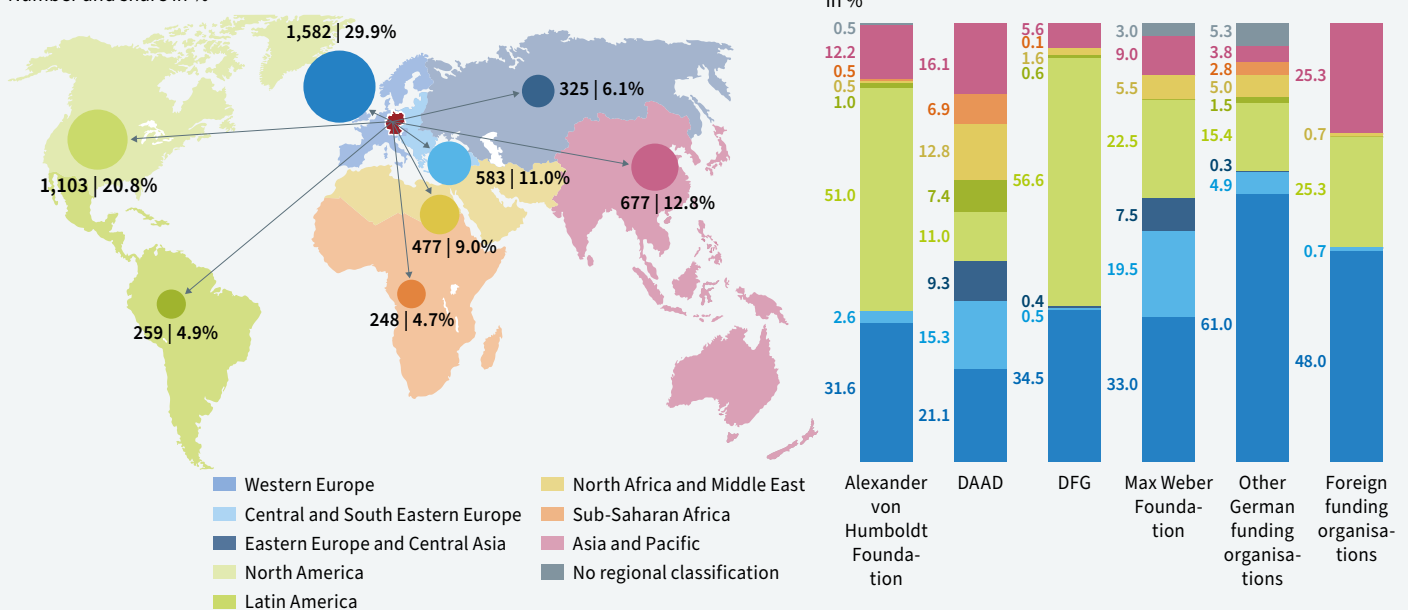 Number and share in %
in %
1,582 | 29.9%
325 | 6.1%
1,103 | 20.8%
583 | 11.0%
677 | 12.8%
477 | 9.0%
248 | 4.7%
259 | 4.9%
Western Europe
Central and South Eastern Europe
Eastern Europe and Central Asia
North America
Latin America
North Africa and Middle East
Sub-Saharan Africa
Asia and Pacific
No regional classification
0.5
12.2
0.5
0.5
1.0
51.0
2.6
31.6
Alexander
von
Humboldt
Founda-
tion
16.1
6.9
12.8
7.4
11.0
9.3
15.3
21.1
DAAD
5.6
0.1
1.6
0.6
56.6
0.4
0.5
34.5
DFG
3.0
9.0
5.5
22.5
7.5
19.5
33.0
Max Weber
Founda-
tion
5.3
3.8
2.8
5.0
1.5
15.4
0.3
4.9
61.0
Other
German
funding
organisa-
tions
25.3
0.7
25.3
0.7
48.0
Foreign
funding
organisa-
tions